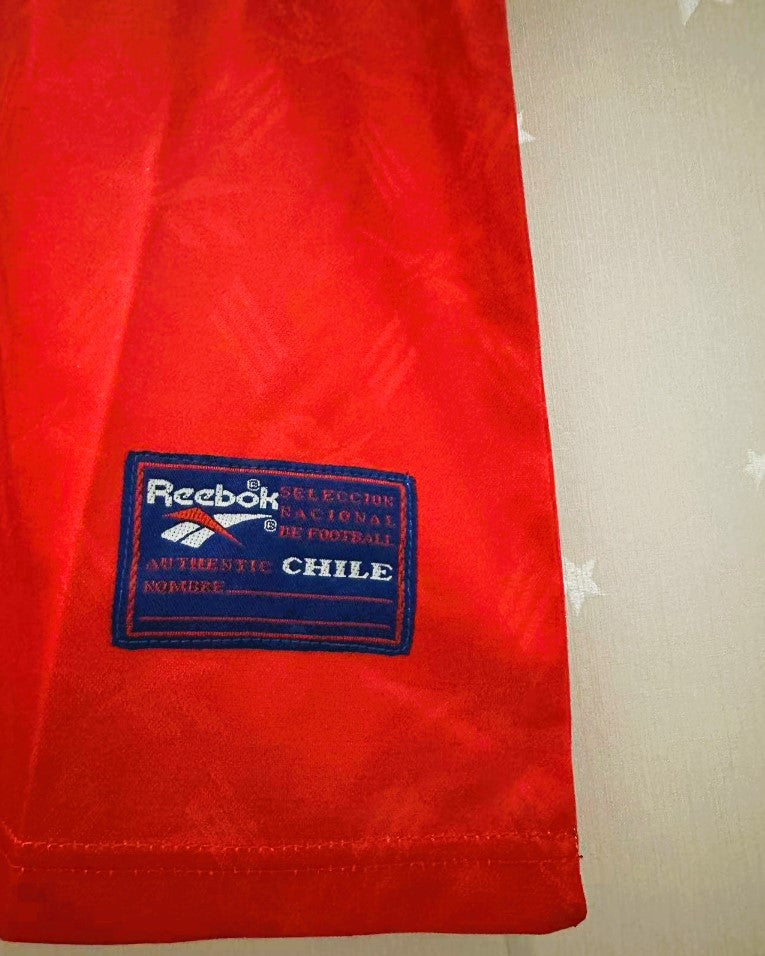 Reebok®
®
SELECCION
NACIONAL
DE FOOTBALL
AUTHENTIC CHILE
NOMBRE